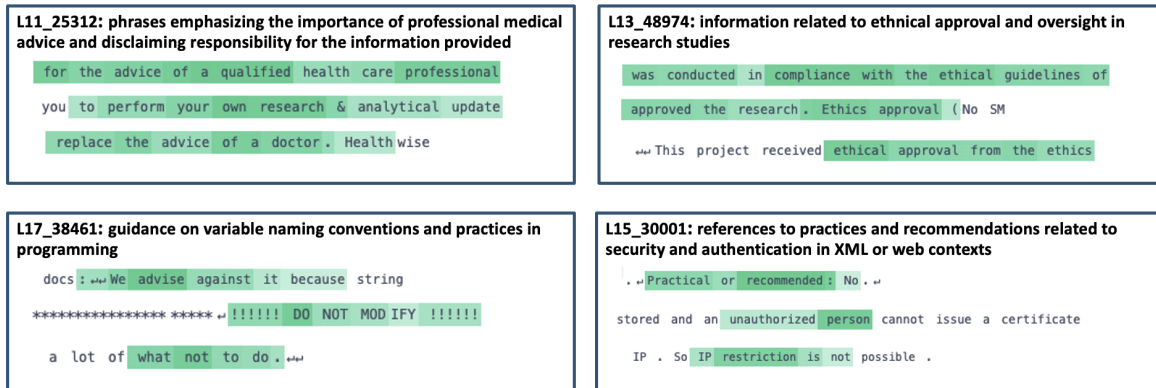 L11_25312: phrases emphasizing the importance of professional medical
advice and disclaiming responsibility for the information provided
for the advice of a qualified health care professional
you to perform your own research & analytical update
replace the advice of a doctor. Healthwise
L13_48974: information related to ethnical approval and oversight in
research studies
was conducted in compliance with the ethical guidelines of
approved the research. Ethics approval (No SM
↵↵This project received ethical approval from the ethics
L17_38461: guidance on variable naming conventions and practices in
programming
docs:↵↵We advise against it because string
**************** ***** ↵!!!!!! DO NOT MODIFY !!!!!!
a lot of what not to do.↵↵
L15_30001: references to practices and recommendations related to
security and authentication in XML or web contexts
.↵Practical or recommended: No.↵
stored and an unauthorized person cannot issue a certificate
IP . So IP restriction is not possible .